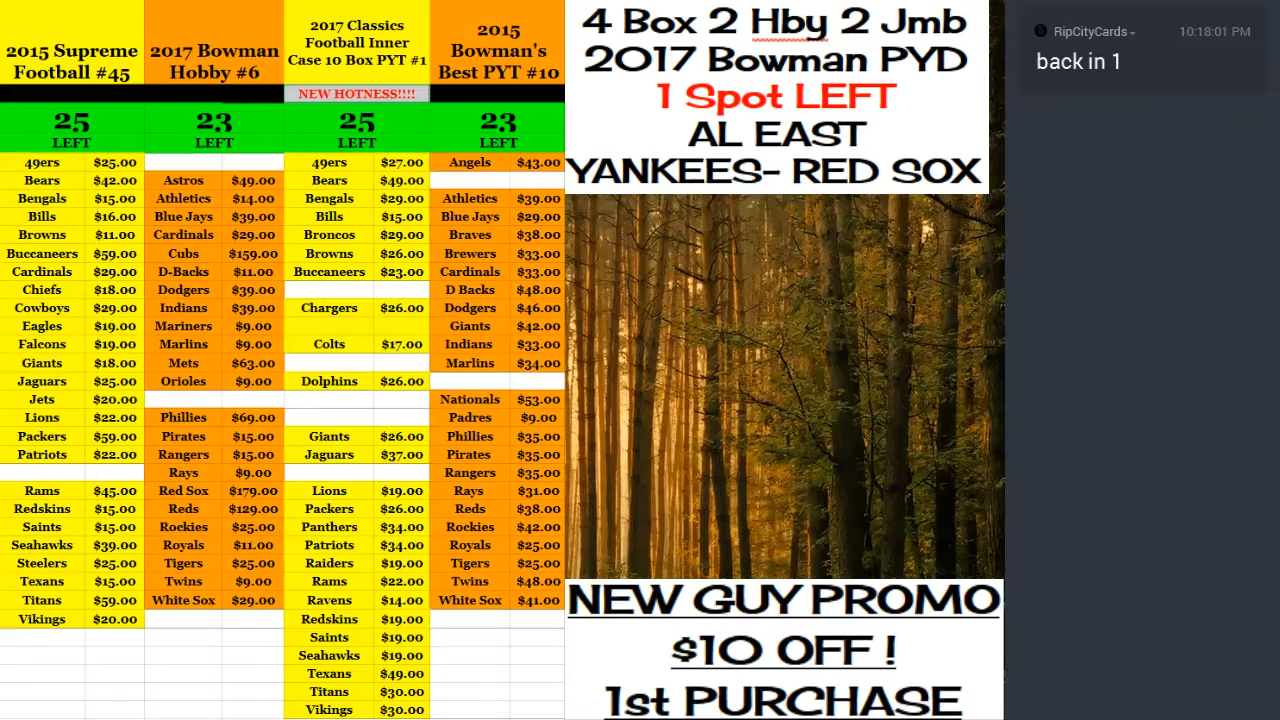 2015 Supreme
Football #45
25
LEFT
49ers $25.00
Bears $42.00
Bengals $15.00
Bills $16.00
Browns $11.00
Buccaneers $59.00
Cardinals $29.00
Chiefs $18.00
Cowboys $29.00
Eagles $19.00
Falcons $19.00
Giants $18.00
Jaguars $25.00
Jets $20.00
Lions $22.00
Packers $59.00
Patriots $22.00
Rams $45.00
Redskins $15.00
Saints $15.00
Seahawks $39.00
Steelers $25.00
Texans $15.00
Titans $59.00
Vikings $20.00
2017 Bowman
Hobby #6
23
LEFT
Astros $49.00
Athletics $14.00
Blue Jays $39.00
Cardinals $29.00
Cubs $159.00
D-Backs $11.00
Dodgers $39.00
Indians $39.00
Mariners $9.00
Marlins $9.00
Mets $63.00
Orioles $9.00
Phillies $69.00
Pirates $15.00
Rangers $15.00
Rays $9.00
Red Sox $179.00
Reds $129.00
Rockies $25.00
Royals $11.00
Tigers $25.00
Twins $9.00
White Sox $29.00
2017 Classics
Football Inner
Case 10 Box PYT #1
NEW HOTNESS!!!!
25
LEFT
49ers $27.00
Bears $49.00
Bengals $29.00
Bills $15.00
Broncos $29.00
Browns $26.00
Buccaneers $23.00
Chargers $26.00
Colts $17.00
Dolphins $26.00
Giants $26.00
Jaguars $37.00
Lions $19.00
Packers $26.00
Panthers $34.00
Patriots $34.00
Raiders $19.00
Rams $22.00
Ravens $14.00
Redskins $19.00
Saints $19.00
Seahawks $19.00
Texans $49.00
Titans $30.00
Vikings $30.00
2015
Bowman's
Best PYT #10
23
LEFT
Angels $43.00
Athletics $39.00
Blue Jays $29.00
Braves $38.00
Brewers $33.00
Cardinals $33.00
D Backs $48.00
Dodgers $46.00
Giants $42.00
Indians $33.00
Marlins $34.00
Nationals $53.00
Padres $9.00
Phillies $35.00
Pirates $35.00
Rangers $35.00
Rays $31.00
Reds $38.00
Rockies $42.00
Royals $25.00
Tigers $25.00
Twins $48.00
White Sox $41.00
4 Box 2 Hby 2 Jmb
2017 Bowman PYD
1 Spot LEFT
AL EAST
YANKEES- RED SOX
NEW GUY PROMO
$10 OFF !
1st PURCHASE
RipCityCards 10:18:01 PM
back in 1